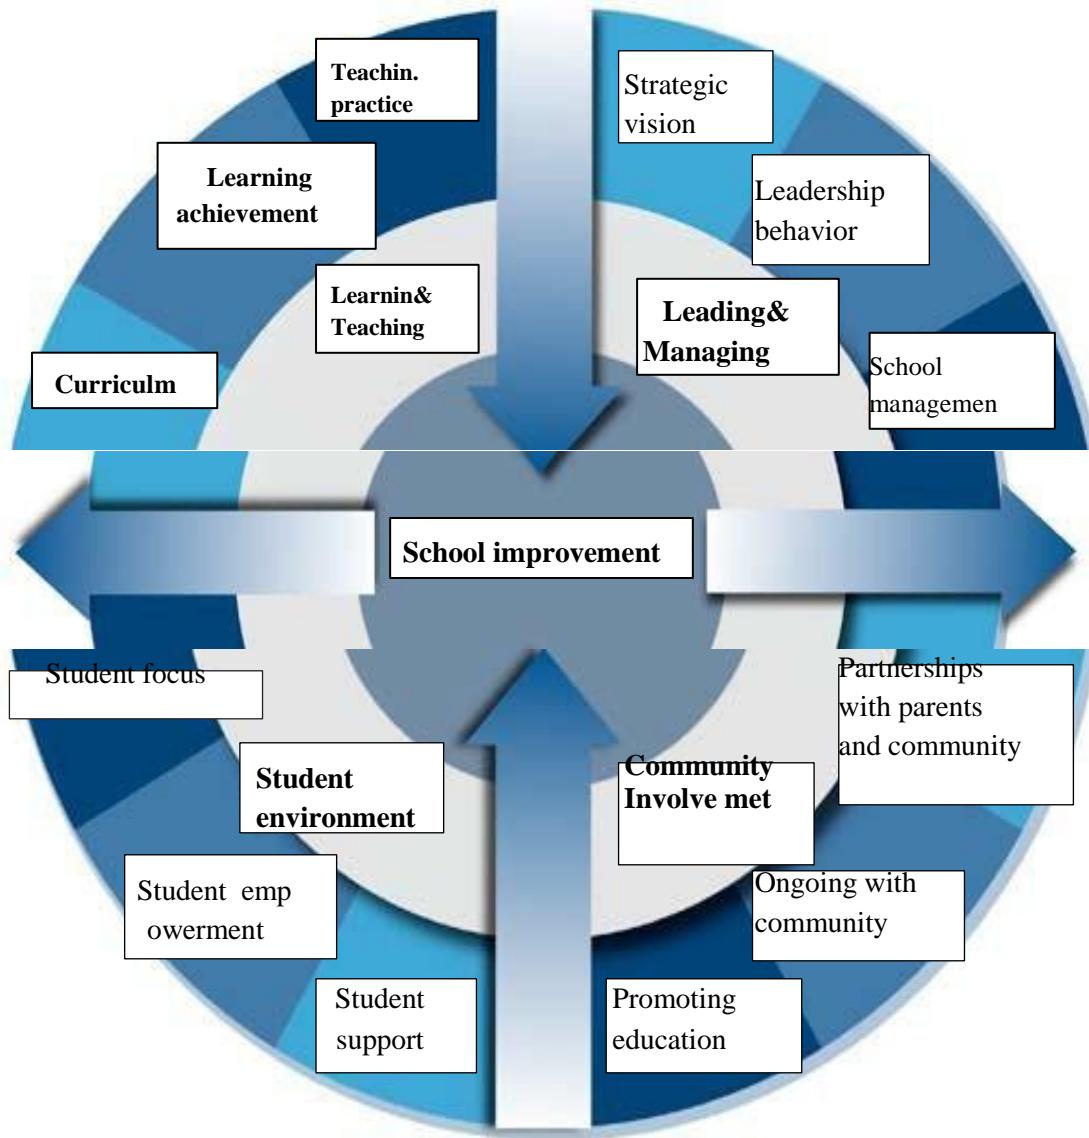 Teachin.
practice
Strategic
vision
Learning
achievement
Leadership
behavior
Learnin&
Teaching
Leading&
Managing
Curriculm
School
managemen
School improvement
Student focus
Partnerships
with parents
and community
Student
environment
Community
Involve met
Student emp
owerment
Ongoing with
community
Student
support
Promoting
education